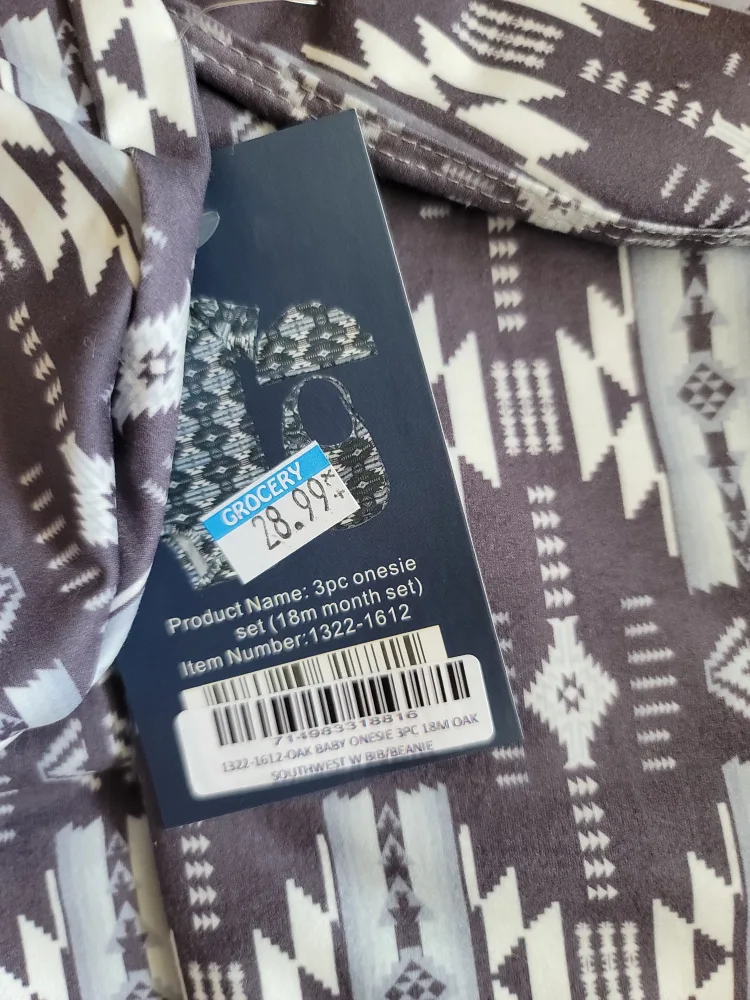 GROCERY
28.99
Product Name: 3pc onesie
set (18m month set)
Item Number:1322-1612
714983318816
1322-1612-OAK BABY ONESIE 3PC 18M OAK
SOUTHWEST W BIB/BEANIE